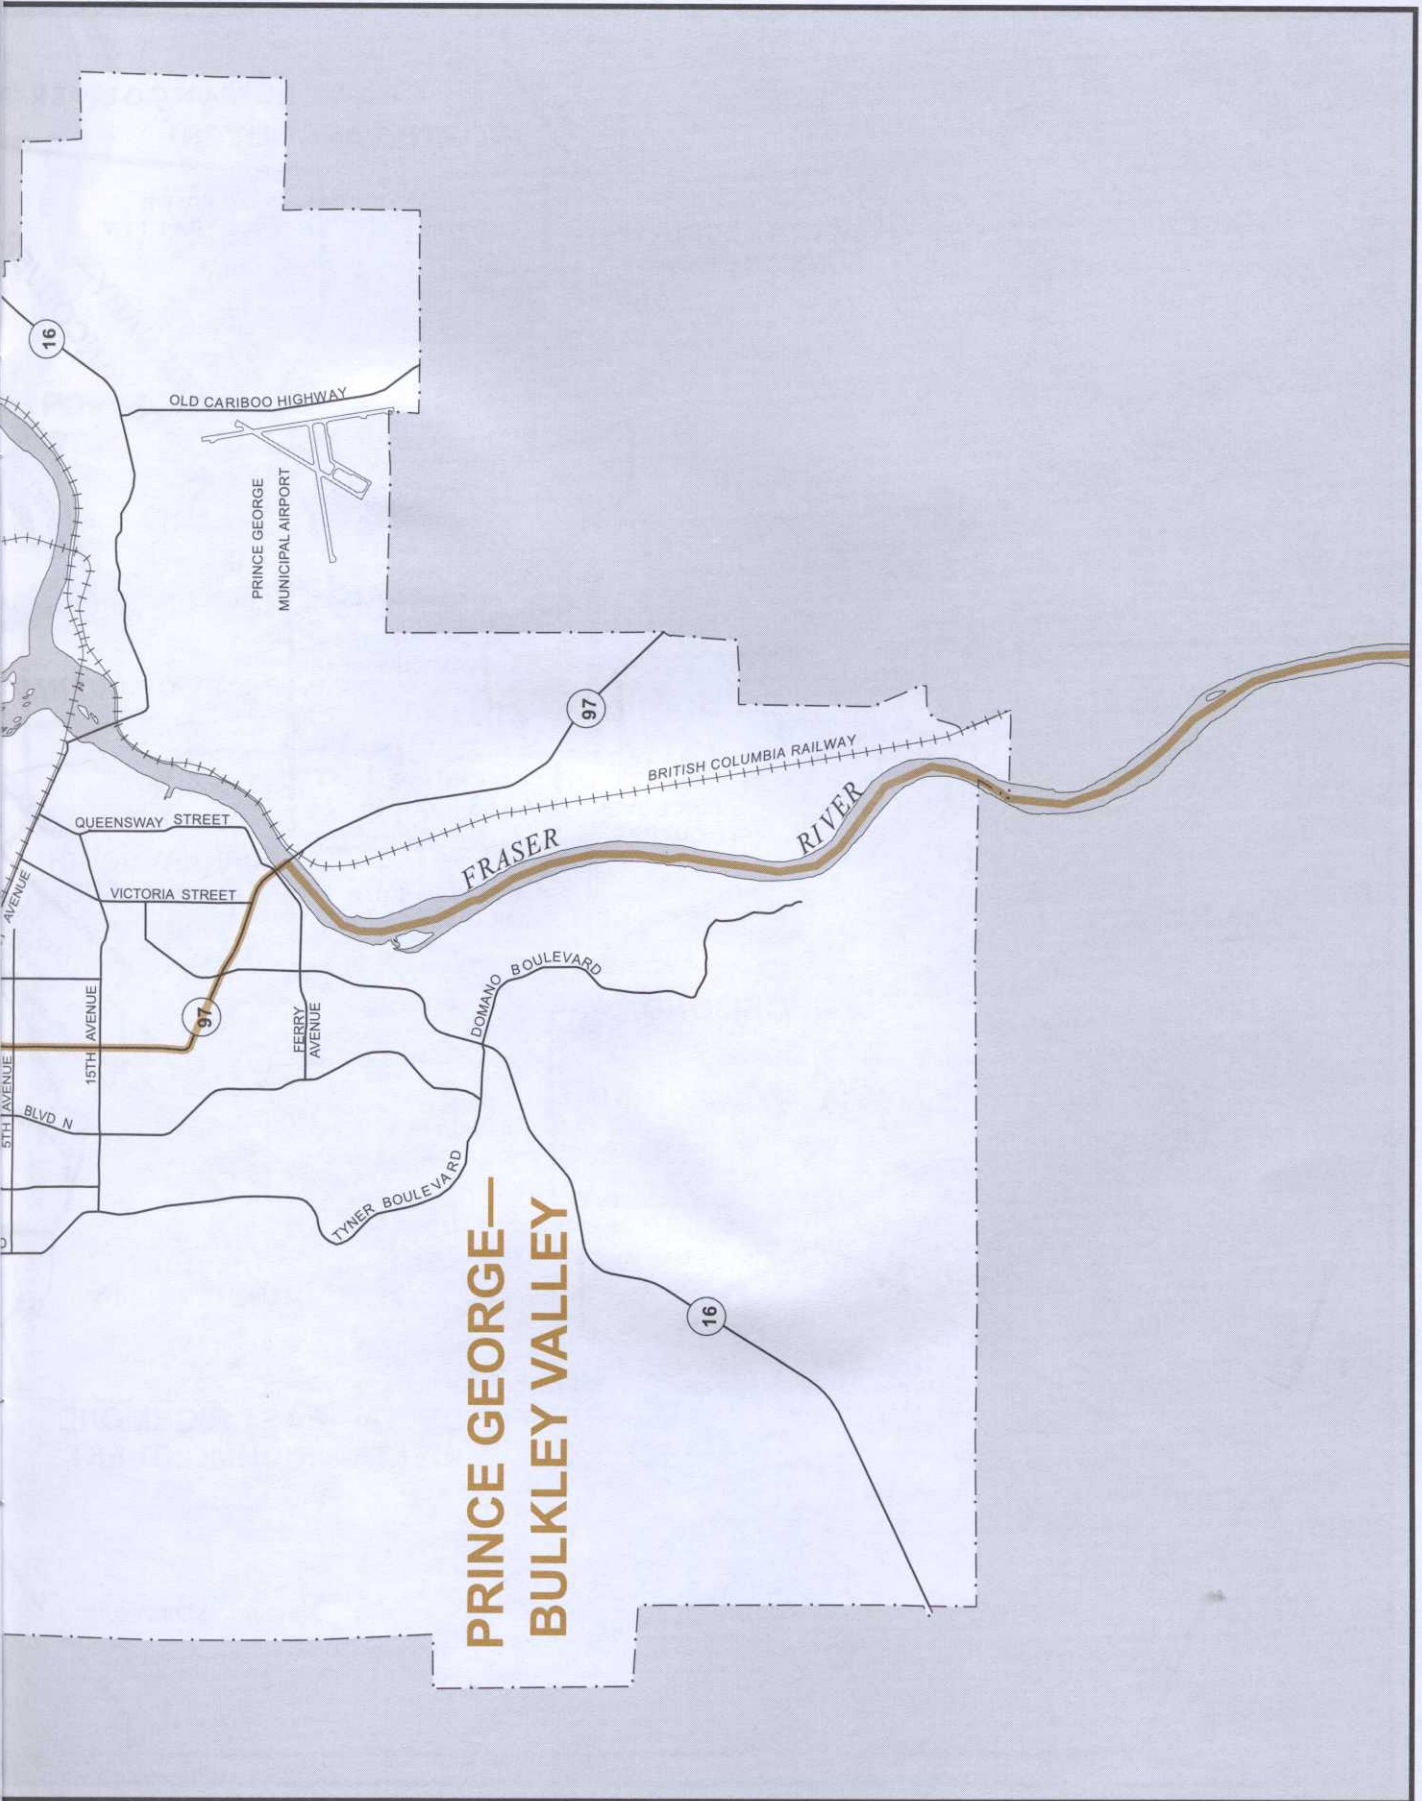 16
OLD CARIBOO HIGHWAY
PRINCE GEORGE
MUNICIPAL AIRPORT
97
BRITISH COLUMBIA RAILWAY
FRASER
RIVER
QUEENSWAY STREET
VICTORIA STREET
AVENUE
97
15TH AVENUE
5TH AVENUE
BLVD N
FERRY
AVENUE
DOMANO BOULEVARD
TYNER BOULEVARD
PRINCE GEORGE—
BULKLEY VALLEY
16